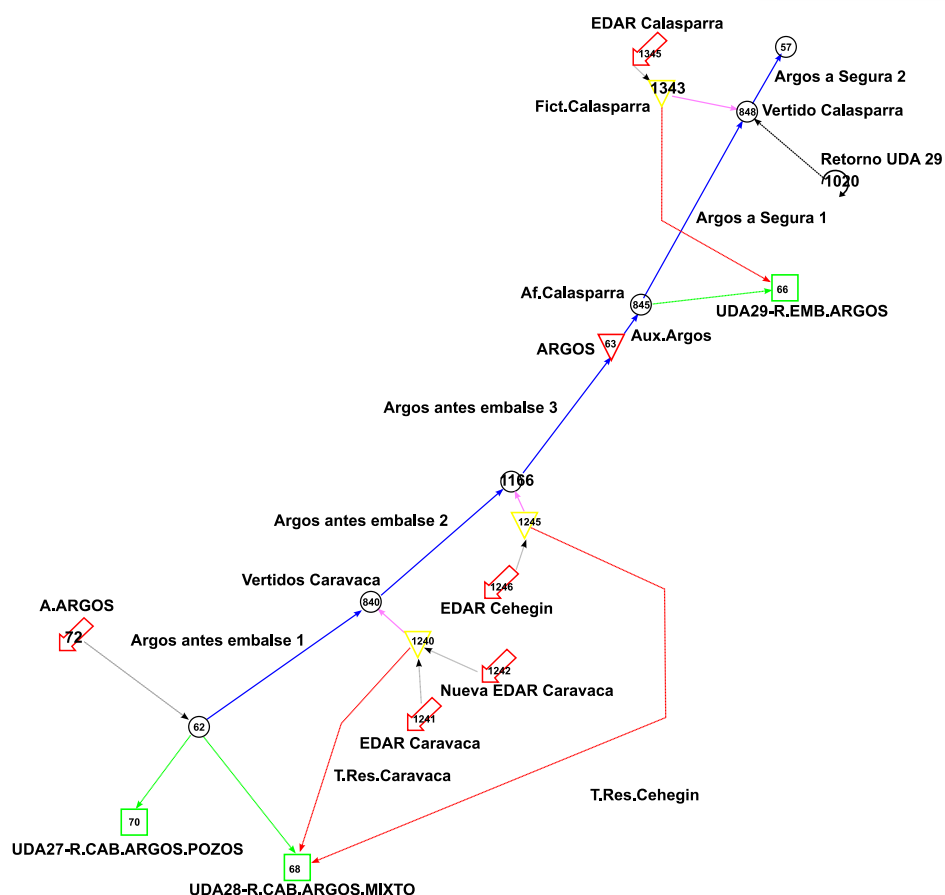 EDAR Calasparra
1345
57
Argos a Segura 2
1343
Fict.Calasparra
848
Vertido Calasparra
Retorno UDA 29
1020
Argos a Segura 1
66
Af.Calasparra
845
UDA29-R.EMB.ARGOS
Aux.Argos
ARGOS
63
Argos antes embalse 3
1166
Argos antes embalse 2
1245
Vertidos Caravaca
1246
EDAR Cehegin
A.ARGOS
840
72
Argos antes embalse 1
1240
1242
Nueva EDAR Caravaca
1241
62
EDAR Caravaca
T.Res.Caravaca
T.Res.Cehegin
70
UDA27-R.CAB.ARGOS.POZOS
68
UDA28-R.CAB.ARGOS.MIXTO